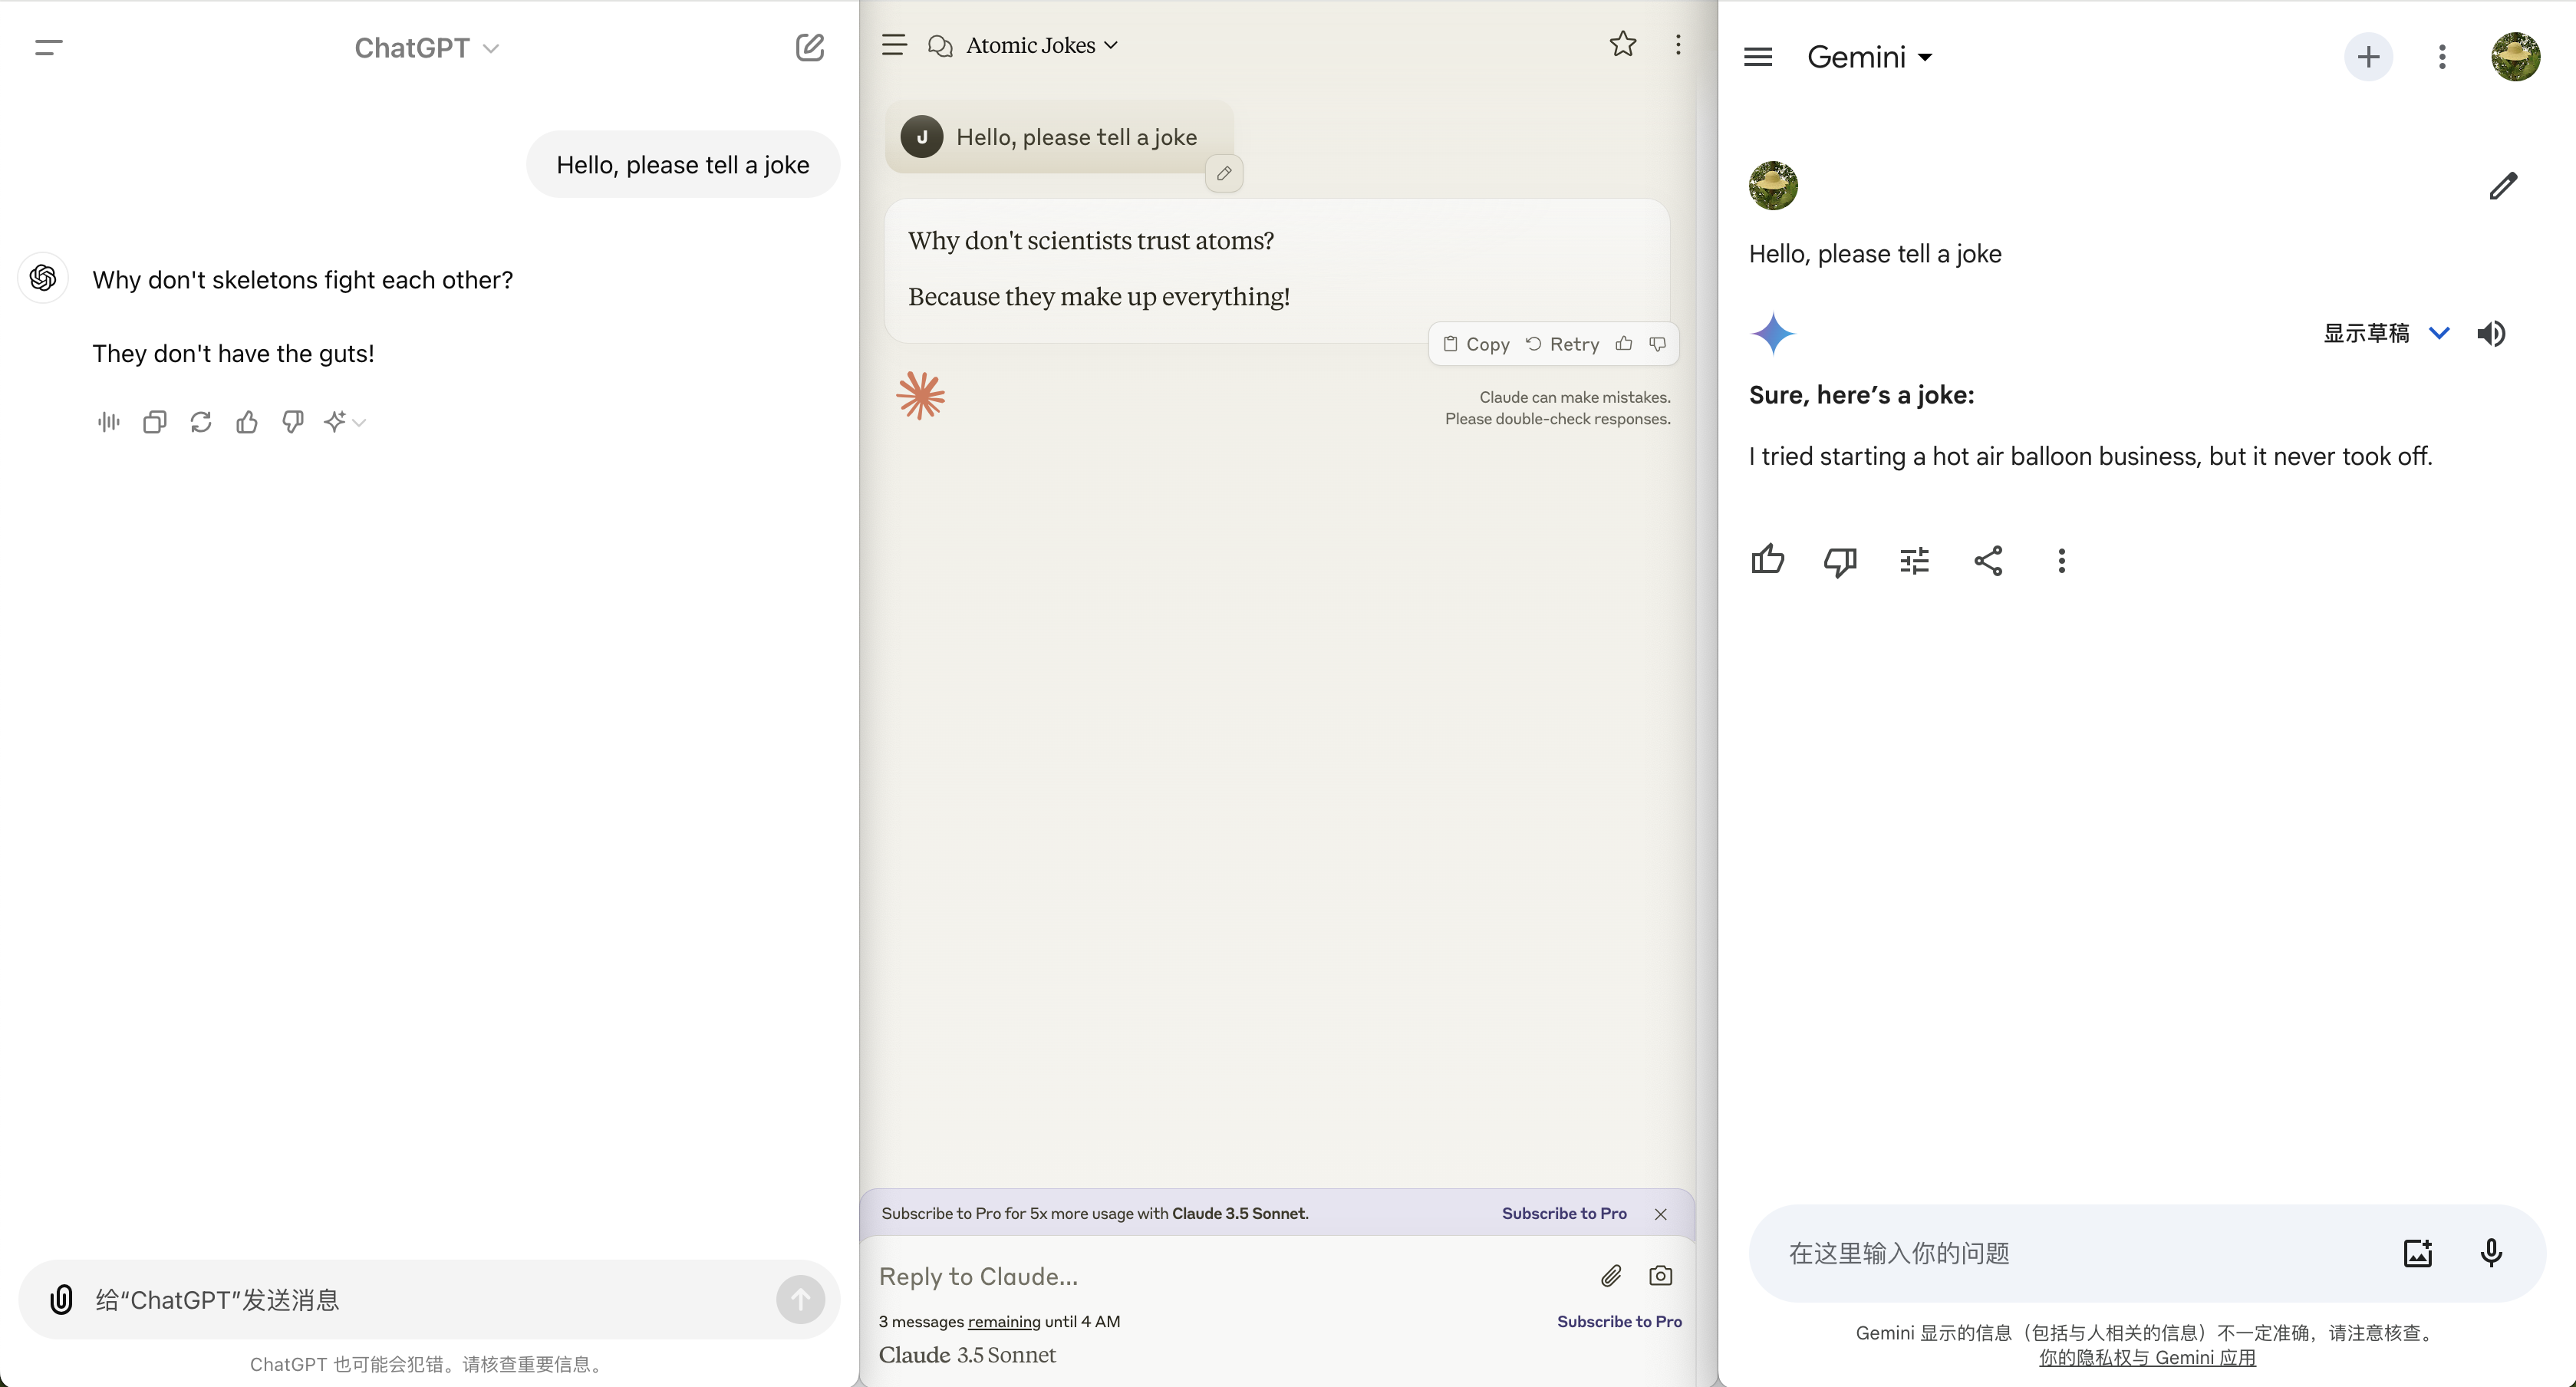 ChatGPT
Hello, please tell a joke
Why don't skeletons fight each other?
They don't have the guts!
给“ChatGPT”发送消息
ChatGPT 也可能会犯错。请核查重要信息。
Atomic Jokes
J
Hello, please tell a joke
Why don't scientists trust atoms?
Because they make up everything!
Copy Retry
Claude can make mistakes.
Please double-check responses.
Subscribe to Pro for 5x more usage with Claude 3.5 Sonnet. Subscribe to Pro
Reply to Claude...
3 messages remaining until 4 AM Subscribe to Pro
Claude 3.5 Sonnet
Gemini
Hello, please tell a joke
显示草稿
Sure, here’s a joke:
I tried starting a hot air balloon business, but it never took off.
在这里输入你的问题
Gemini 显示的信息（包括与人相关的信息）不一定准确，请注意核查。
你的隐私权与 Gemini 应用